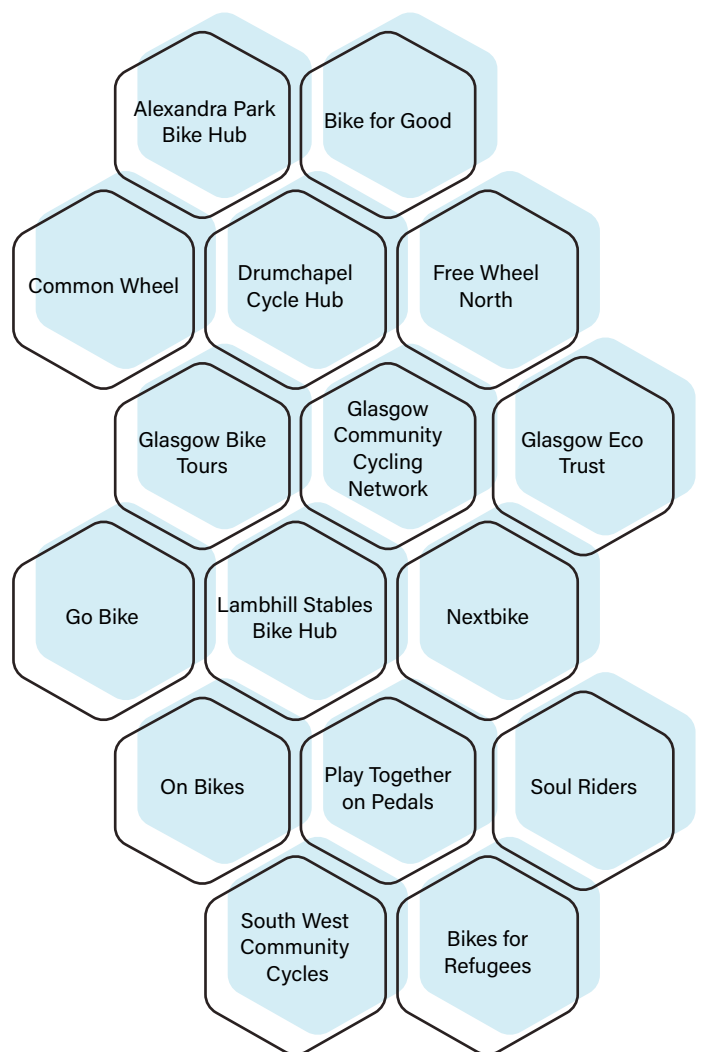 Alexandra Park
Bike Hub
Bike for Good
Common Wheel
Drumchapel
Cycle Hub
Free Wheel
North
Glasgow Bike
Tours
Glasgow
Community
Cycling
Network
Glasgow Eco
Trust
Go Bike
Lambhill Stables
Bike Hub
Nextbike
On Bikes
Play Together
on Pedals
Soul Riders
South West
Community
Cycles
Bikes for
Refugees